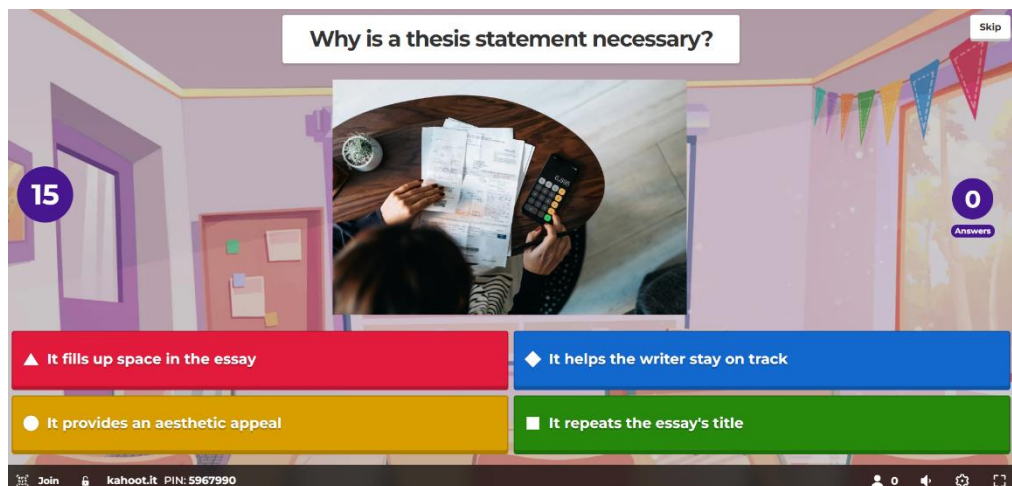 Why is a thesis statement necessary?
Skip
15
0
Answers
It fills up space in the essay
It helps the writer stay on track
It provides an aesthetic appeal
It repeats the essay's title
Join kahoot.it PIN: 5967990 0